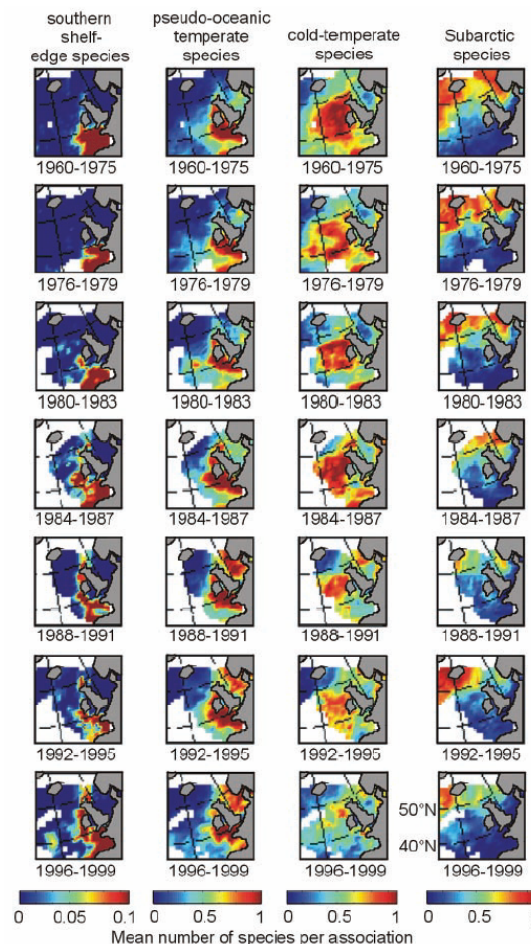 southern shelf-edge species
pseudo-oceanic temperate species
cold-temperate species
Subarctic species
1960-1975 1960-1975 1960-1975 1960-1975
1976-1979 1976-1979 1976-1979 1976-1979
1980-1983 1980-1983 1980-1983 1980-1983
1984-1987 1984-1987 1984-1987 1984-1987
1988-1991 1988-1991 1988-1991 1988-1991
1992-1995 1992-1995 1992-1995 1992-1995
50°N
40°N
1996-1999 1996-1999 1996-1999 1996-1999
0 0.05 0.1 0 0.5 1 0 0.5 1 0 0.5
Mean number of species per association